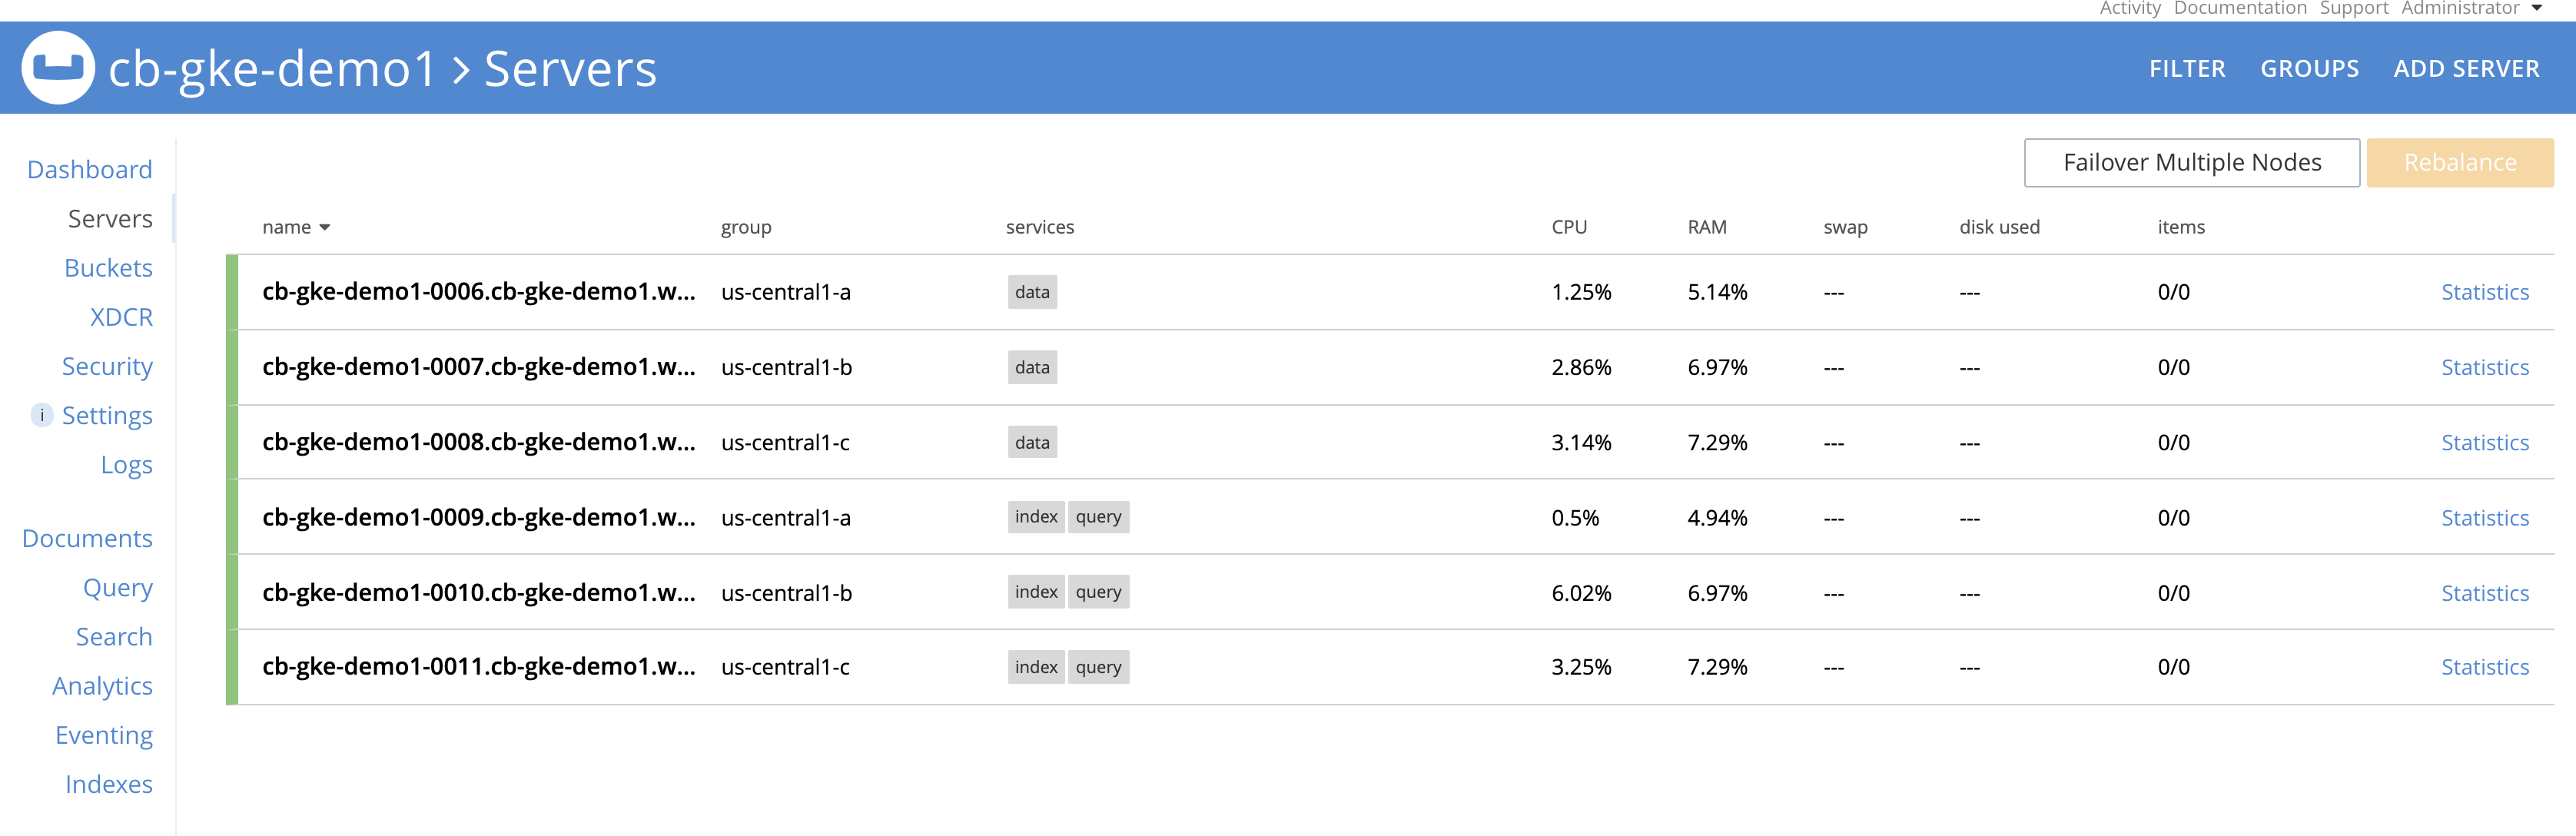 Activity Documentation Support Administrator
cb-gke-demo1 > Servers
FILTER GROUPS ADD SERVER
Failover Multiple Nodes Rebalance
Dashboard
Servers
Buckets
XDCR
Security
i Settings
Logs
Documents
Query
Search
Analytics
Eventing
Indexes
name group services CPU RAM swap disk used items
cb-gke-demo1-0006.cb-gke-demo1.w... us-central1-a data 1.25% 5.14% --- --- 0/0 Statistics
cb-gke-demo1-0007.cb-gke-demo1.w... us-central1-b data 2.86% 6.97% --- --- 0/0 Statistics
cb-gke-demo1-0008.cb-gke-demo1.w... us-central1-c data 3.14% 7.29% --- --- 0/0 Statistics
cb-gke-demo1-0009.cb-gke-demo1.w... us-central1-a index query 0.5% 4.94% --- --- 0/0 Statistics
cb-gke-demo1-0010.cb-gke-demo1.w... us-central1-b index query 6.02% 6.97% --- --- 0/0 Statistics
cb-gke-demo1-0011.cb-gke-demo1.w... us-central1-c index query 3.25% 7.29% --- --- 0/0 Statistics